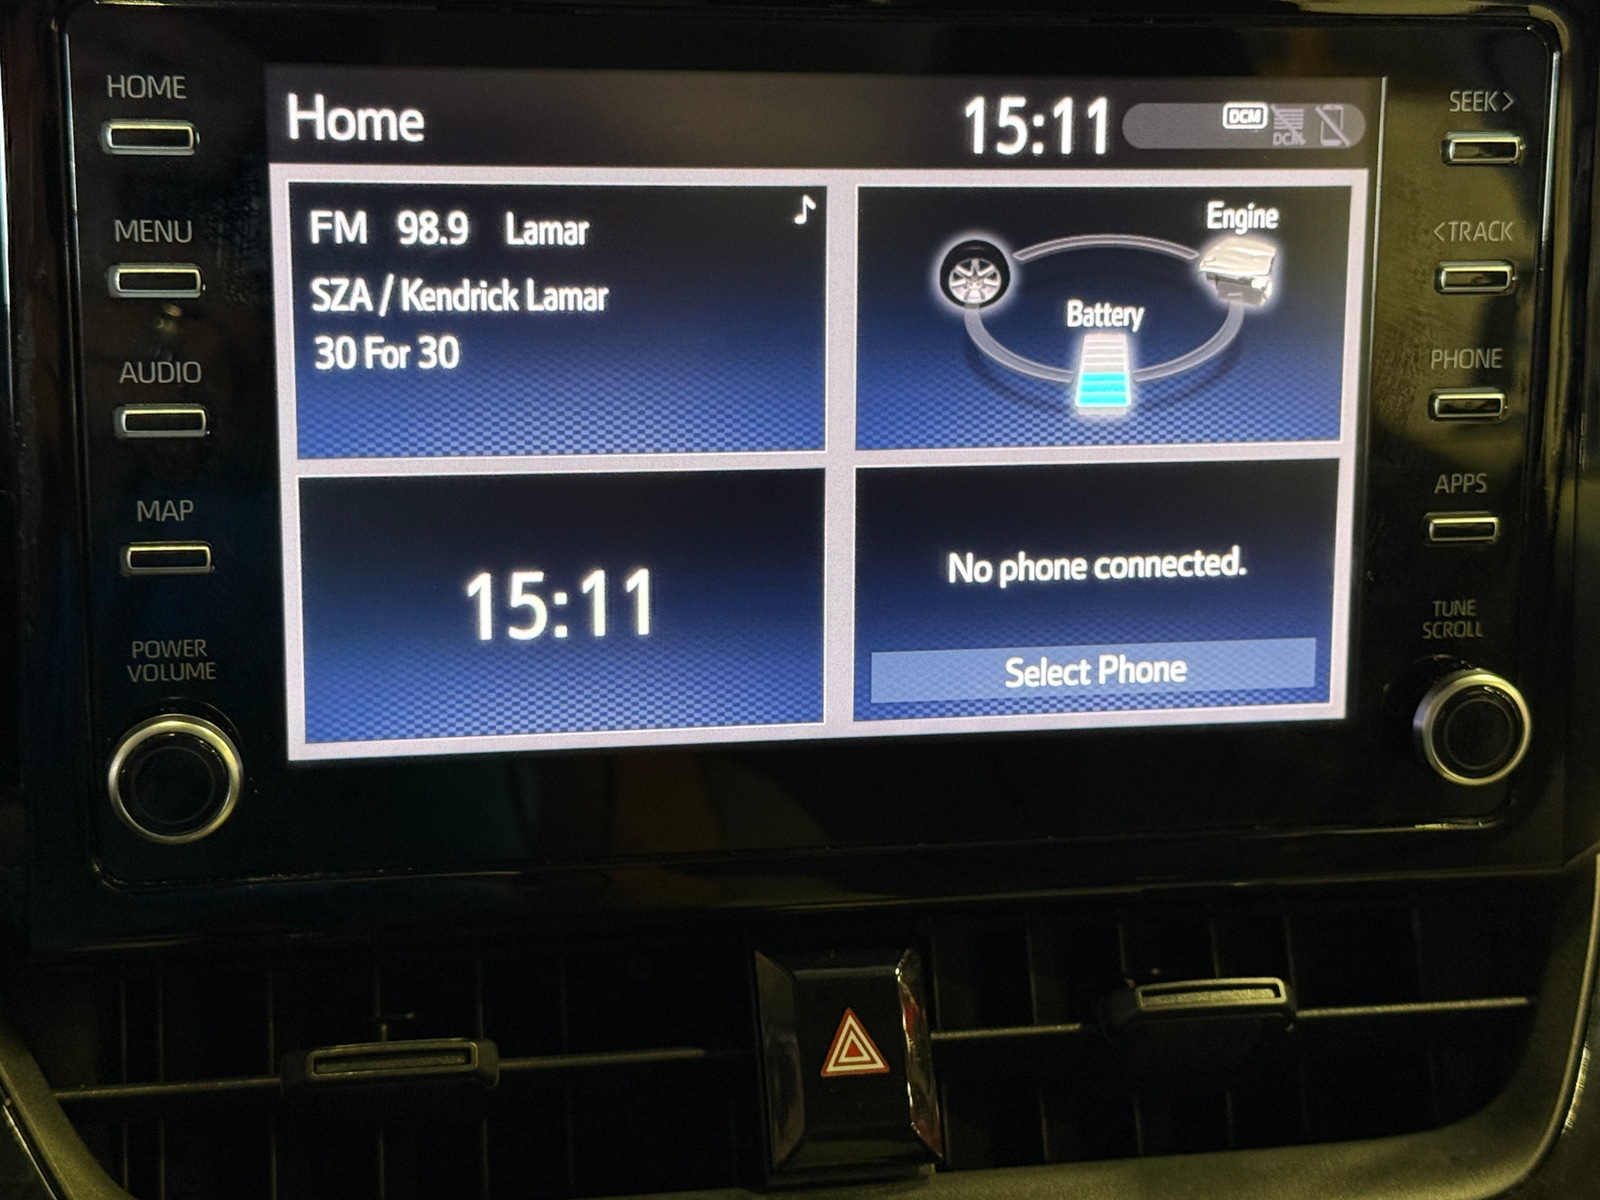 HOME
MENU
AUDIO
MAP
POWER
VOLUME
Home
15:11
DCM
DCM
FM 98.9 Lamar
SZA / Kendrick Lamar
30 For 30
Engine
Battery
15:11
No phone connected.
Select Phone
SEEK>
<TRACK
PHONE
APPS
TUNE
SCROLL